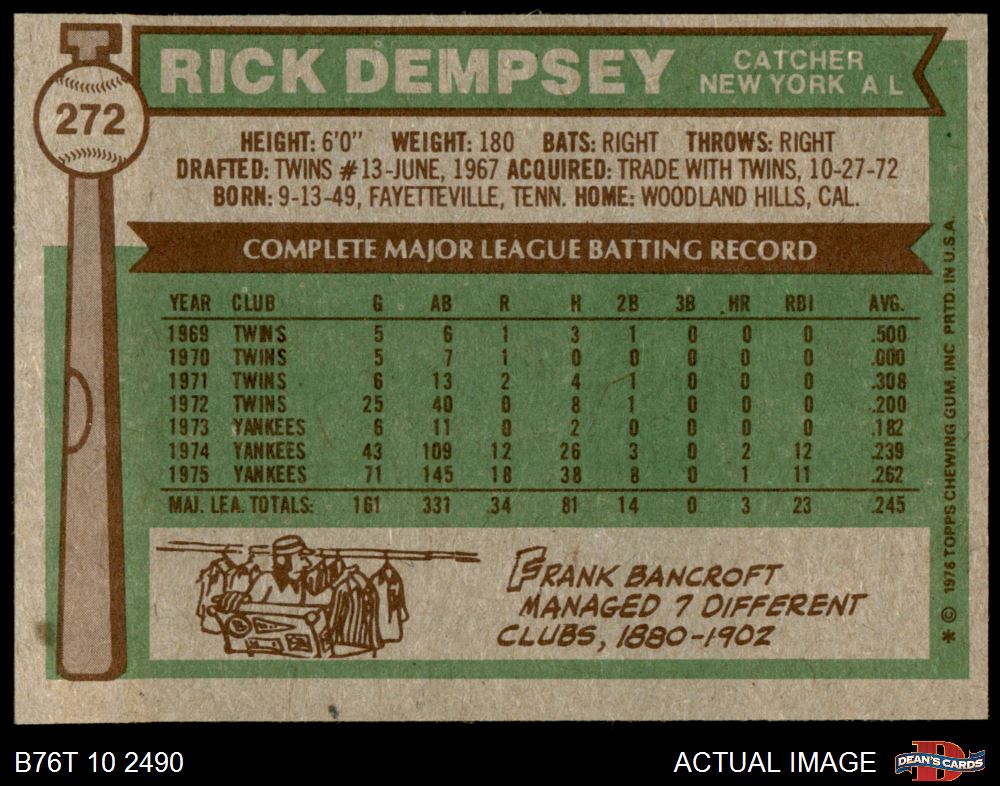 272
RICK DEMPSEY
CATCHER
NEW YORK A L
HEIGHT: 6'0" WEIGHT: 180 BATS: RIGHT THROWS: RIGHT
DRAFTED: TWINS #13-JUNE, 1967 ACQUIRED: TRADE WITH TWINS, 10-27-72
BORN: 9-13-49, FAYETTEVILLE, TENN. HOME: WOODLAND HILLS, CAL.
COMPLETE MAJOR LEAGUE BATTING RECORD
YEAR CLUB G AB R H 2B 3B HR RBI AVG.
1969 TWINS 5 6 1 3 1 0 0 0 .500
1970 TWINS 5 7 1 0 0 0 0 0 .000
1971 TWINS 6 13 2 4 1 0 0 0 .308
1972 TWINS 25 40 0 8 1 0 0 0 .200
1973 YANKEES 6 11 0 2 0 0 0 0 .182
1974 YANKEES 43 109 12 26 3 0 2 12 .239
1975 YANKEES 71 145 18 38 8 0 1 11 .262
MAJ. LEA. TOTALS: 161 331 34 81 14 0 3 23 .245
FRANK BANCROFT
MANAGED 7 DIFFERENT
CLUBS, 1880-1902
* © 1976 TOPPS CHEWING GUM, INC PRTD. IN U.S.A.
B76T 10 2490
ACTUAL IMAGE
DEAN'S CARDS